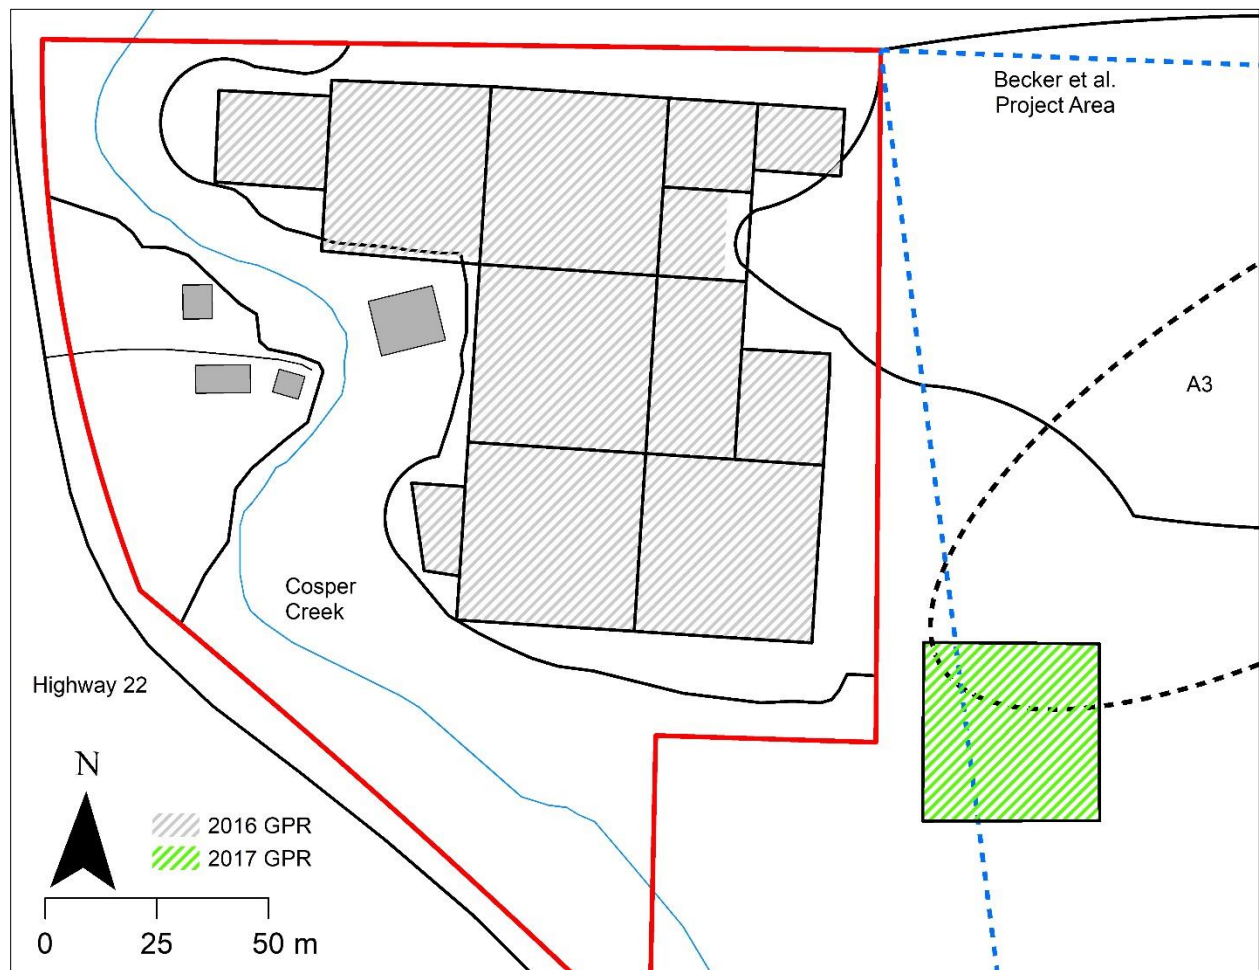 Becker et al.
Project Area
A3
Cosper
Creek
Highway 22
N
2016 GPR
2017 GPR
0 25 50 m